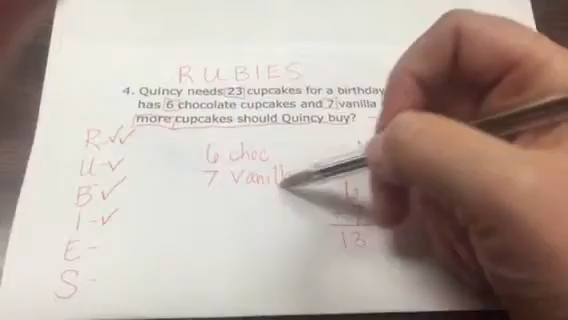 RUBIES
4. Quincy needs 23 cupcakes for a birthday
has 6 chocolate cupcakes and 7 vanilla
more cupcakes should Quincy buy?
R - ✓✓
U - ✓
B - ✓
I - ✓
E -
S -
6 choc
7 Vanill
13